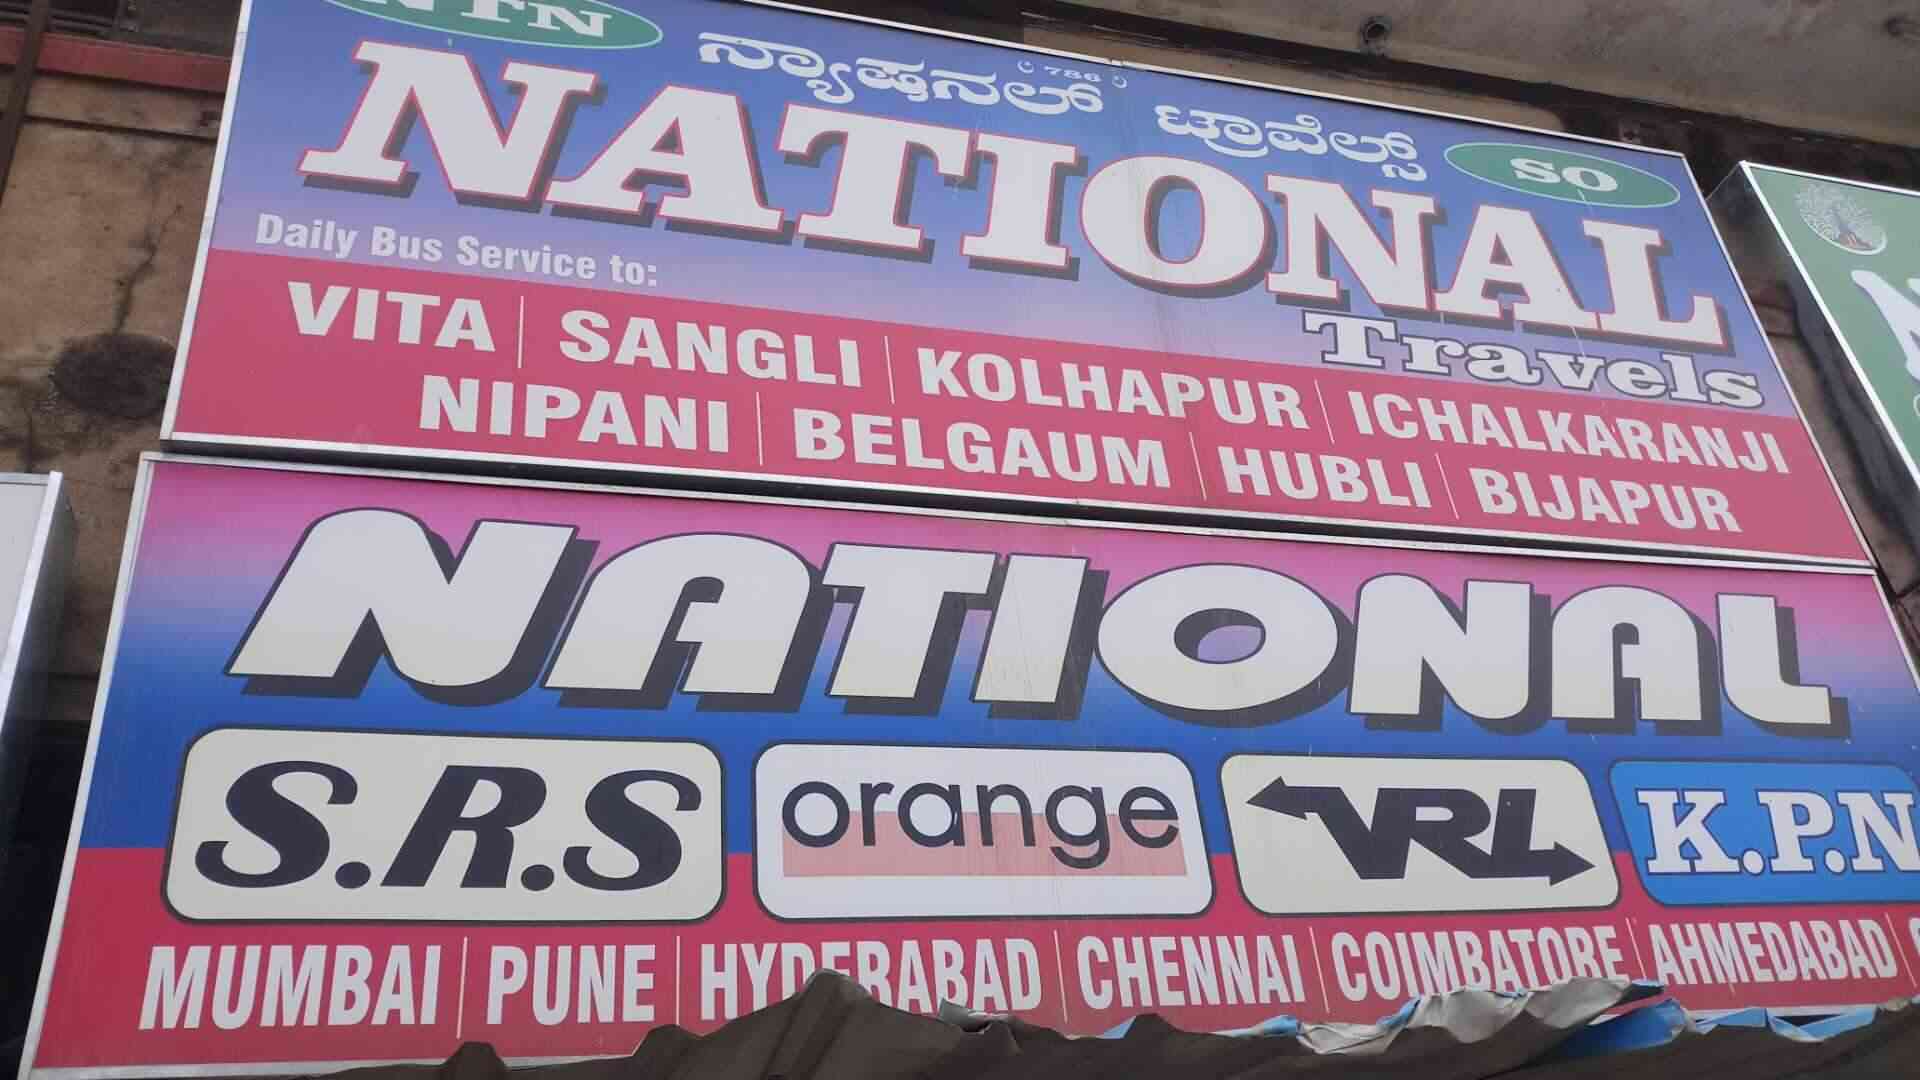 NTN
ನ್ಯಾಷನಲ್ ಟ್ರಾವೆಲ್ಸ್
786
SO
NATIONAL
Travels
Daily Bus Service to:
VITA | SANGLI | KOLHAPUR | ICHALKARANJI
NIPANI | BELGAUM | HUBLI | BIJAPUR
NATIONAL
S.R.S orange VRL K.P.N
MUMBAI | PUNE | HYDERABAD | CHENNAI | COIMBATORE | AHMEDABAD |